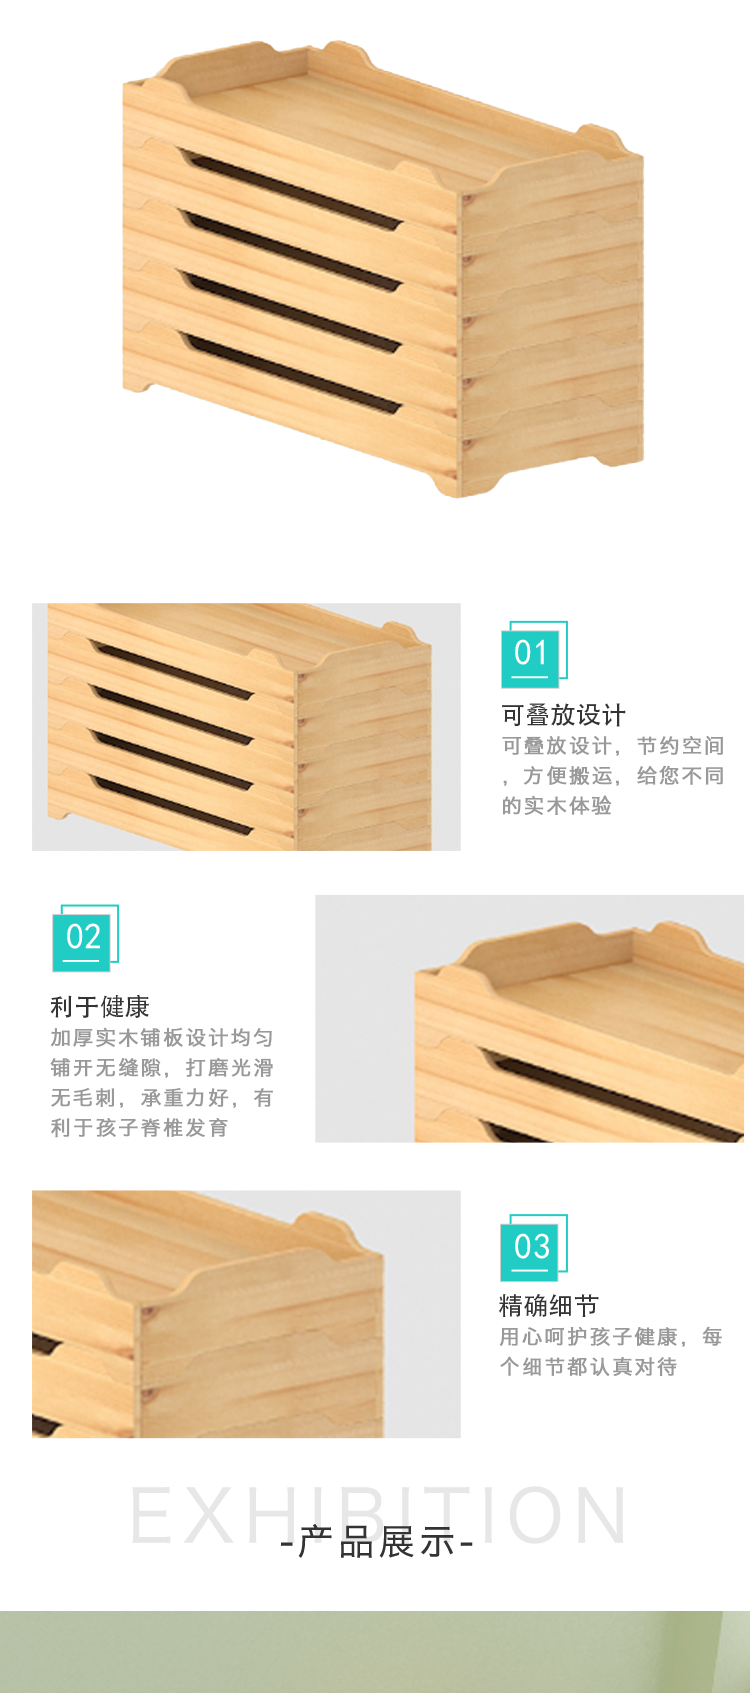 01
可叠放设计
可叠放设计，节约空间
，方便搬运，给您不同
的实木体验
02
利于健康
加厚实木铺板设计均匀
铺开无缝隙，打磨光滑
无毛刺，承重力好，有
利于孩子脊椎发育
03
精确细节
用心呵护孩子健康，每
个细节都认真对待
EXHIBITION
-产品展示-